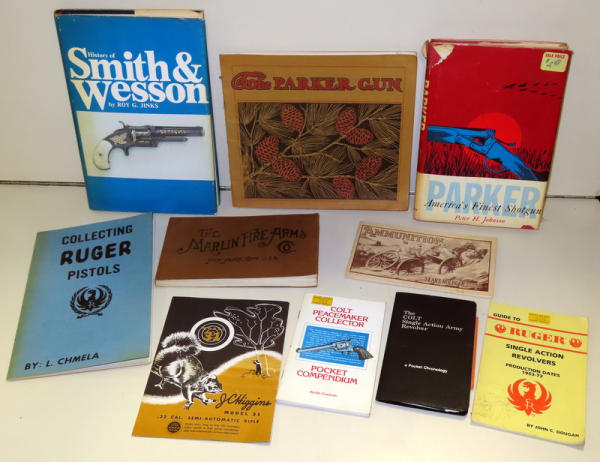 History of
Smith &
Wesson
by ROY G. JINKS
The PARKER GUN
PARKER
PARKER
America's Finest Shotgun
Peter H. Johnson
COLLECTING
RUGER
PISTOLS
BY: L. CHMELA
THE
MARLIN FIRE ARMS
CO.
AMMUNITION
J.C. Higgins
MODEL 31
.22 CAL. SEMI-AUTOMATIC RIFLE
COLT
PEACEMAKER
COLLECTOR
POCKET
COMPENDIUM
The
COLT
Single Action Army
Revolver
a Pocket Chronology
GUIDE TO
RUGER
SINGLE ACTION
REVOLVERS
PRODUCTION DATES
1953-73
BY JOHN C. DOUGAN